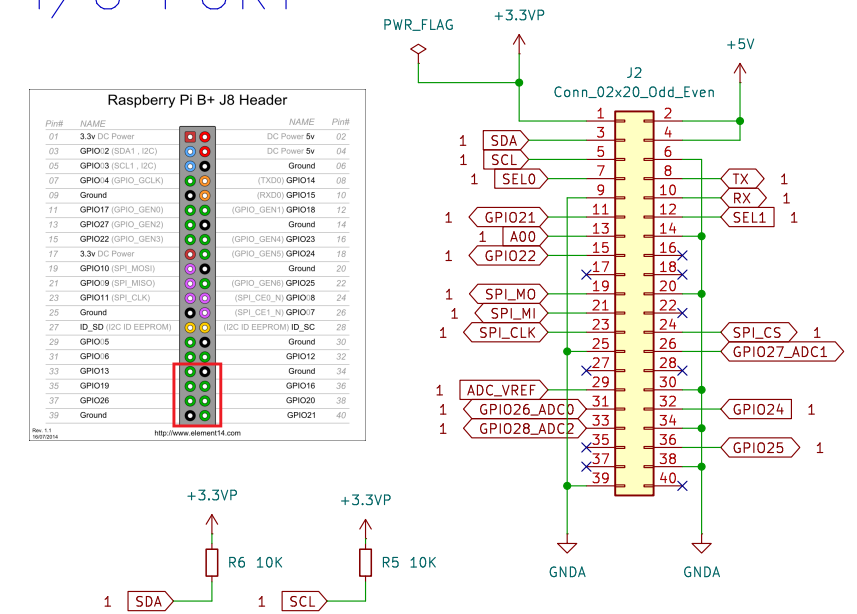 I/O PORT
Raspberry Pi B+ J8 Header
Pin# NAME NAME Pin#
01 3.3v DC Power DC Power 5v 02
03 GPIO02 (SDA1 , I2C) DC Power 5v 04
05 GPIO03 (SCL1 , I2C) Ground 06
07 GPIO04 (GPIO_GCLK) (TXD0) GPIO14 08
09 Ground (RXD0) GPIO15 10
11 GPIO17 (GPIO_GEN0) (GPIO_GEN1) GPIO18 12
13 GPIO27 (GPIO_GEN2) Ground 14
15 GPIO22 (GPIO_GEN3) (GPIO_GEN4) GPIO23 16
17 3.3v DC Power (GPIO_GEN5) GPIO24 18
19 GPIO10 (SPI_MOSI) Ground 20
21 GPIO09 (SPI_MISO) (GPIO_GEN6) GPIO25 22
23 GPIO11 (SPI_CLK) (SPI_CE0_N) GPIO08 24
25 Ground (SPI_CE1_N) GPIO07 26
27 ID_SD (I2C ID EEPROM) (I2C ID EEPROM) ID_SC 28
29 GPIO05 Ground 30
31 GPIO06 GPIO12 32
33 GPIO13 Ground 34
35 GPIO19 GPIO16 36
37 GPIO26 GPIO20 38
39 Ground GPIO21 40
Rev. 1.1
16/07/2014
http://www.element14.com
PWR_FLAG
+3.3VP
+5V
J2
Conn_02x20_Odd_Even
1 2
1 SDA 3 4
1 SCL 5 6
1 SEL0 7 8 TX 1
9 10 RX 1
1 GPIO21 11 12 SEL1 1
1 A00 13 14
1 GPIO22 15 16
17 18
1 SPI_MO 19 20
1 SPI_MI 21 22
1 SPI_CLK 23 24 SPI_CS 1
25 26 GPIO27_ADC1 1
27 28
1 ADC_VREF 29 30
1 GPIO26_ADC0 31 32 GPIO24 1
1 GPIO28_ADC2 33 34
35 36 GPIO25 1
37 38
39 40
GNDA GNDA
+3.3VP +3.3VP
R6 10K R5 10K
1 SDA 1 SCL